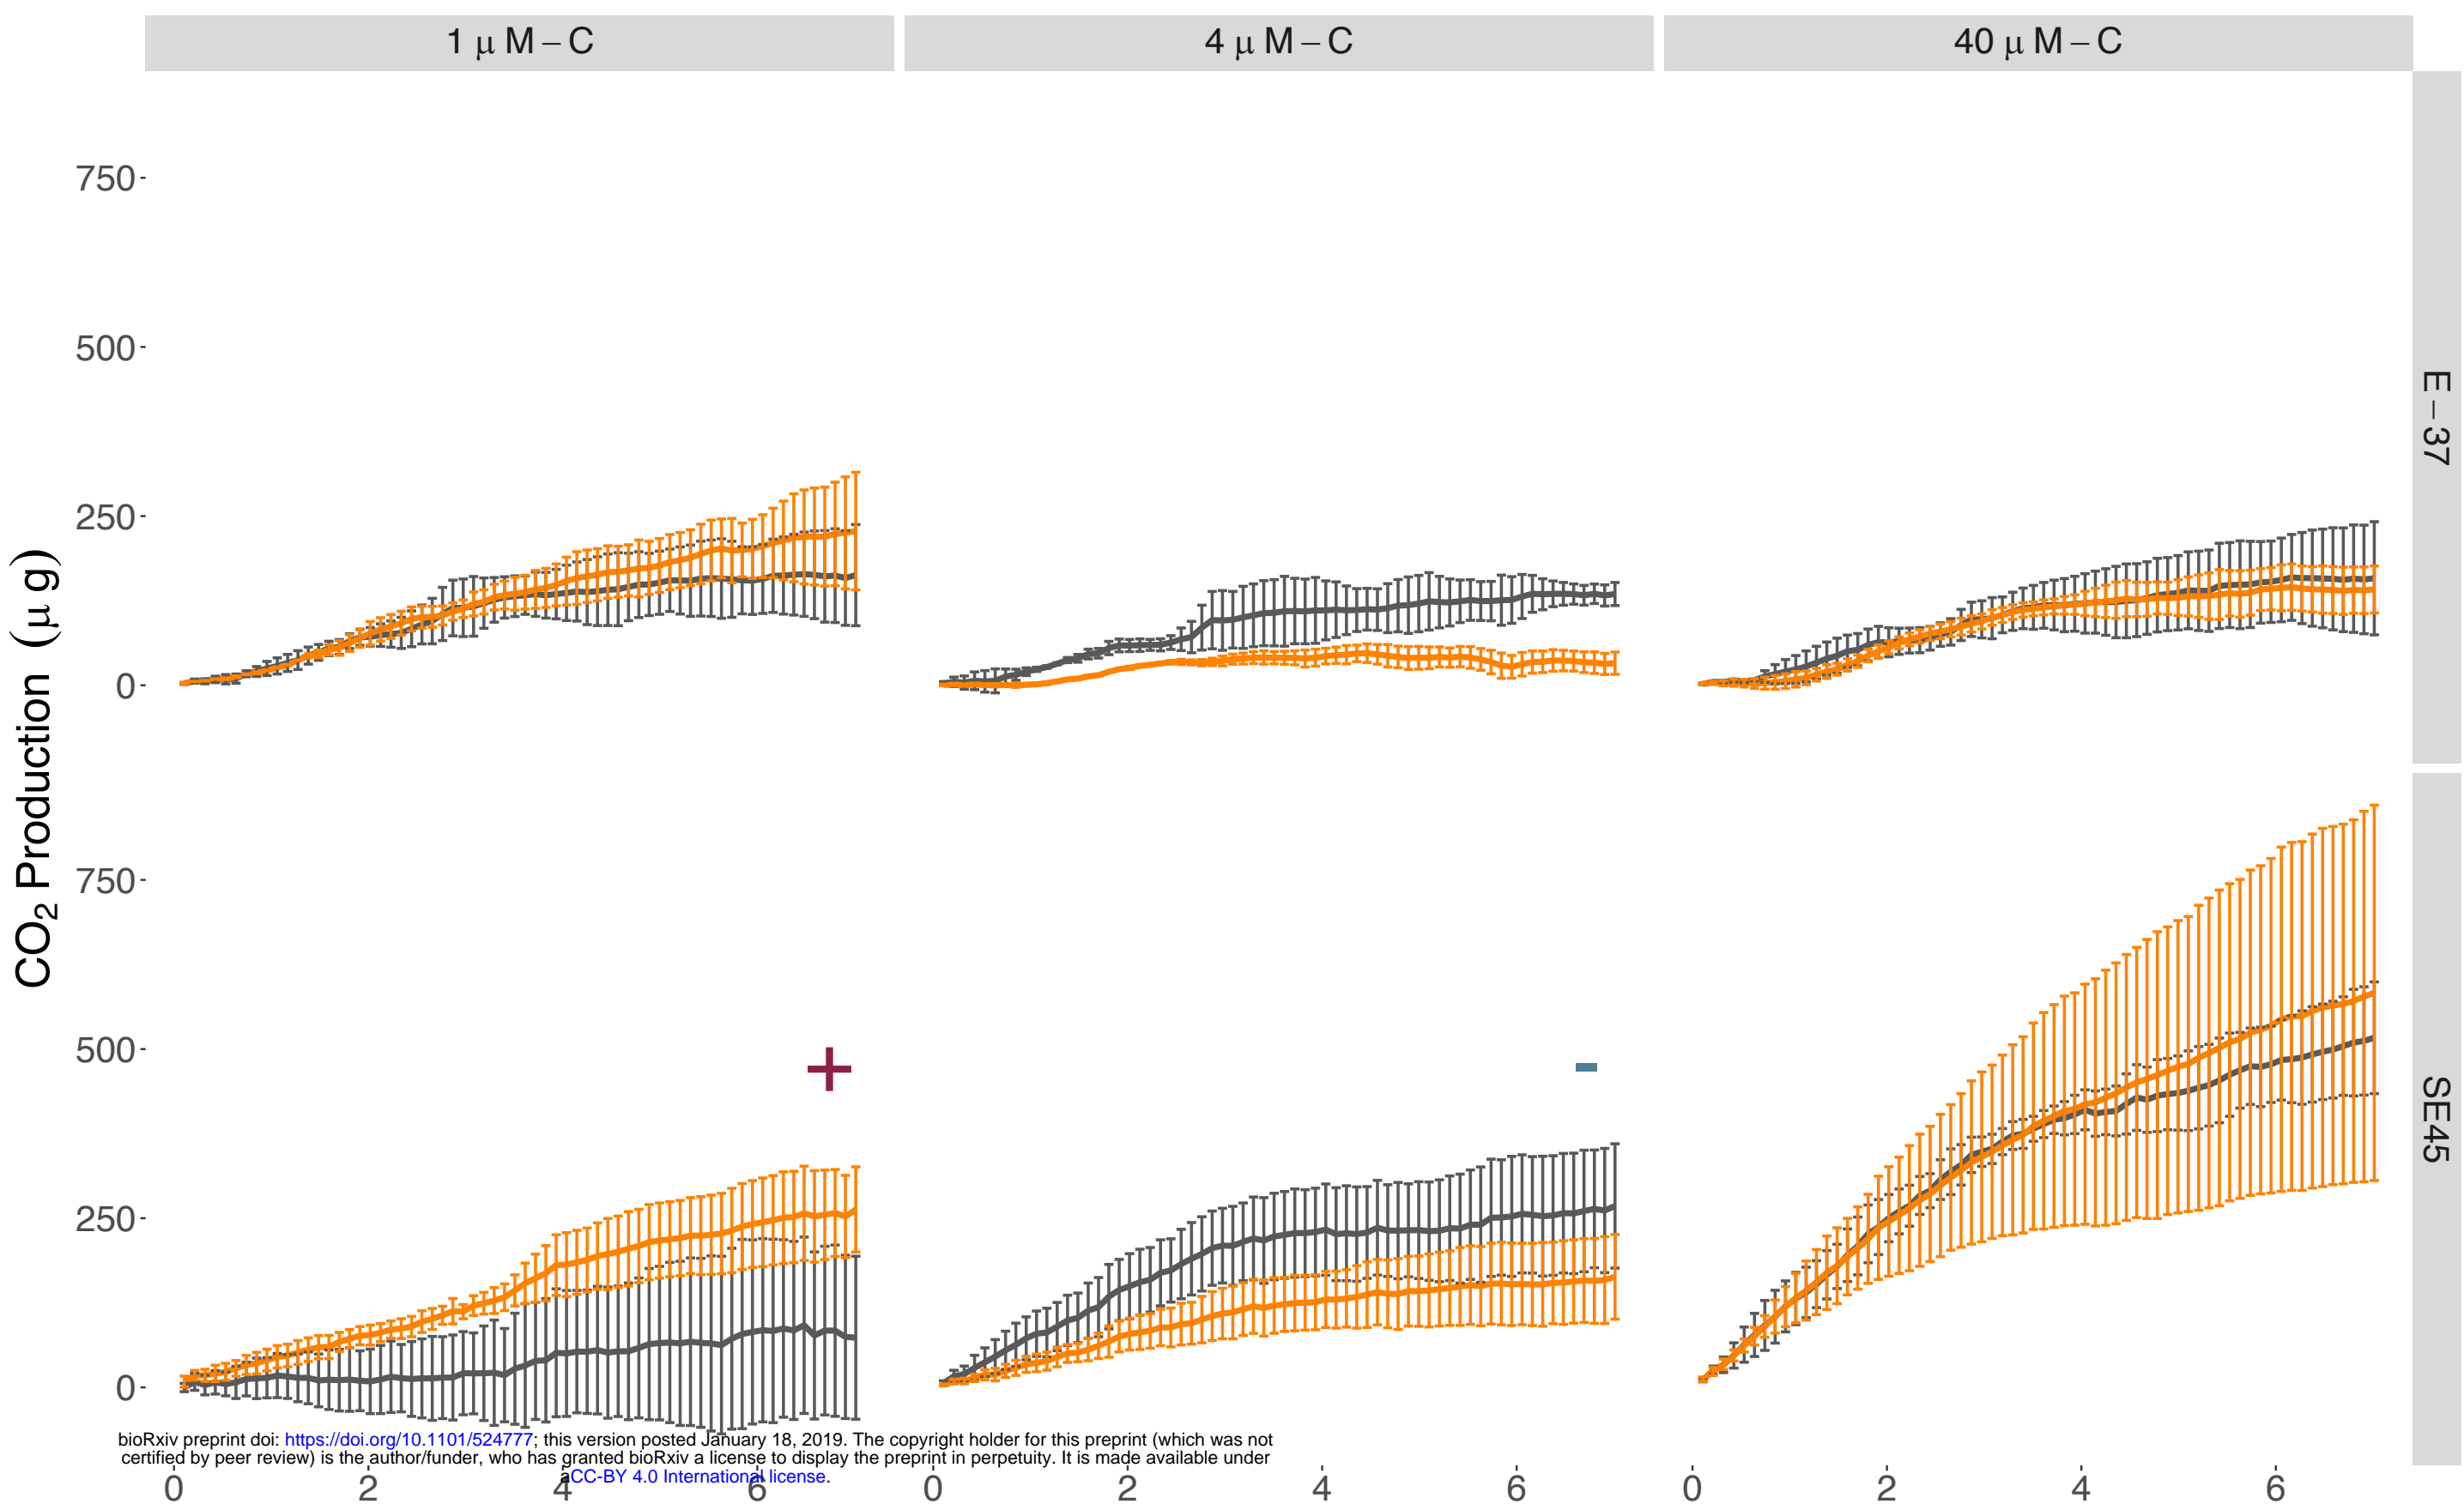 1 μ M – C
4 μ M – C
40 μ M – C
CO₂ Production (μ g)
750
500
250
0
E – 37
750
500
250
0
SE45
+
-
bioRxiv preprint doi: https://doi.org/10.1101/524777; this version posted January 18, 2019. The copyright holder for this preprint (which was not
certified by peer review) is the author/funder, who has granted bioRxiv a license to display the preprint in perpetuity. It is made available under
aCC-BY 4.0 International license.
0 2 4 6 0 2 4 6 0 2 4 6